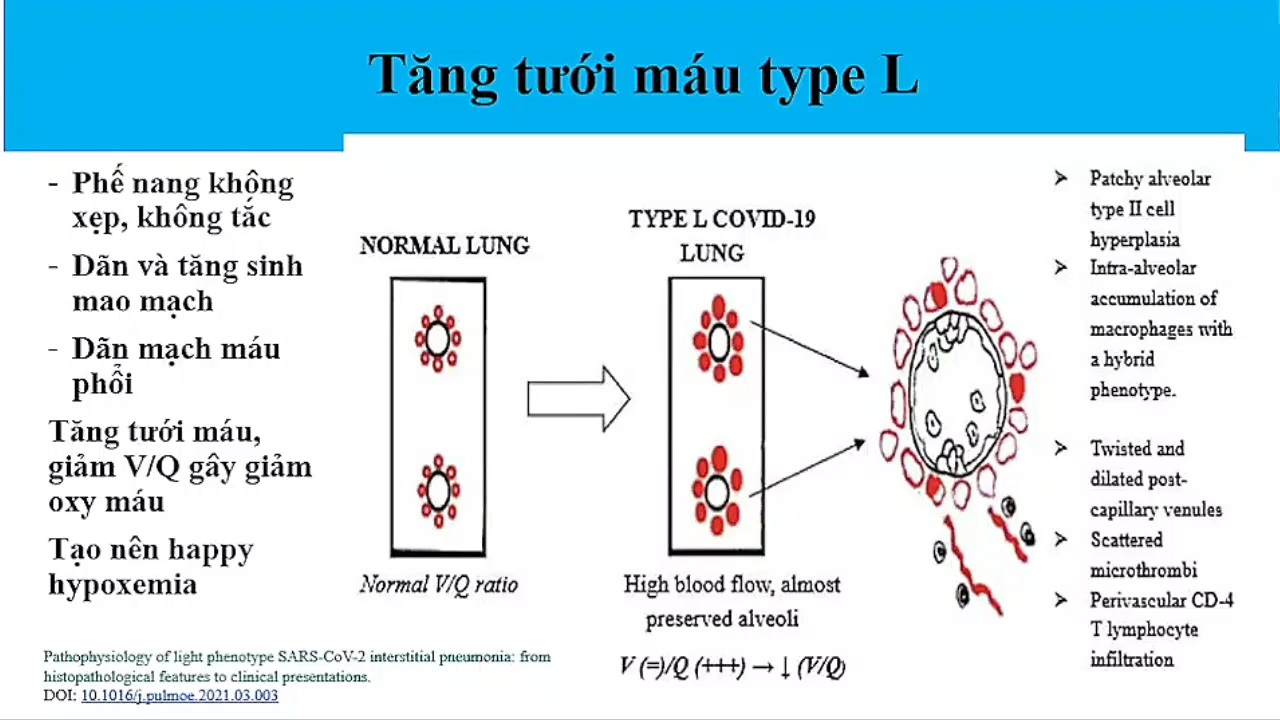 Tăng tưới máu type L
- Phế nang không
xẹp, không tắc
- Dãn và tăng sinh
mao mạch
- Dãn mạch máu
phổi
Tăng tưới máu,
giảm V/Q gây giảm
oxy máu
Tạo nên happy
hypoxemia
NORMAL LUNG
Normal V/Q ratio
TYPE L COVID-19
LUNG
High blood flow, almost
preserved alveoli
V (=)/Q (+++) → ↓ (V/Q)
➢ Patchy alveolar
type II cell
hyperplasia
➢ Intra-alveolar
accumulation of
macrophages with
a hybrid
phenotype.
➢ Twisted and
dilated post-
capillary venules
➢ Scattered
microthrombi
➢ Perivascular CD-4
T lymphocyte
infiltration
Pathophysiology of light phenotype SARS-CoV-2 interstitial pneumonia: from
histopathological features to clinical presentations.
DOI: 10.1016/j.pulmoe.2021.03.003